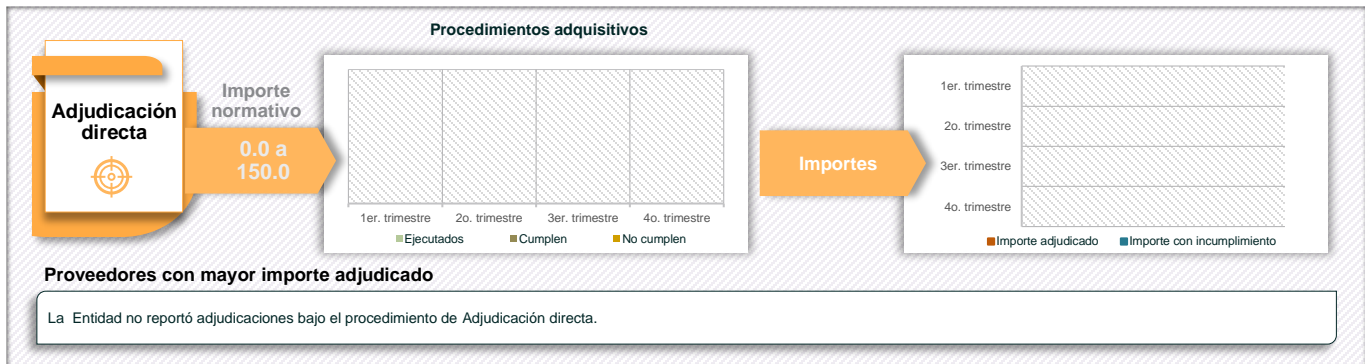 Procedimientos adquisitivos
Adjudicación
directa
Importe
normativo
0.0 a
150.0
1er. trimestre
2o. trimestre
3er. trimestre
4o. trimestre
Ejecutados
Cumplen
No cumplen
Importes
1er. trimestre
2o. trimestre
3er. trimestre
4o. trimestre
Importe adjudicado
Importe con incumplimiento
Proveedores con mayor importe adjudicado
La Entidad no reportó adjudicaciones bajo el procedimiento de Adjudicación directa.